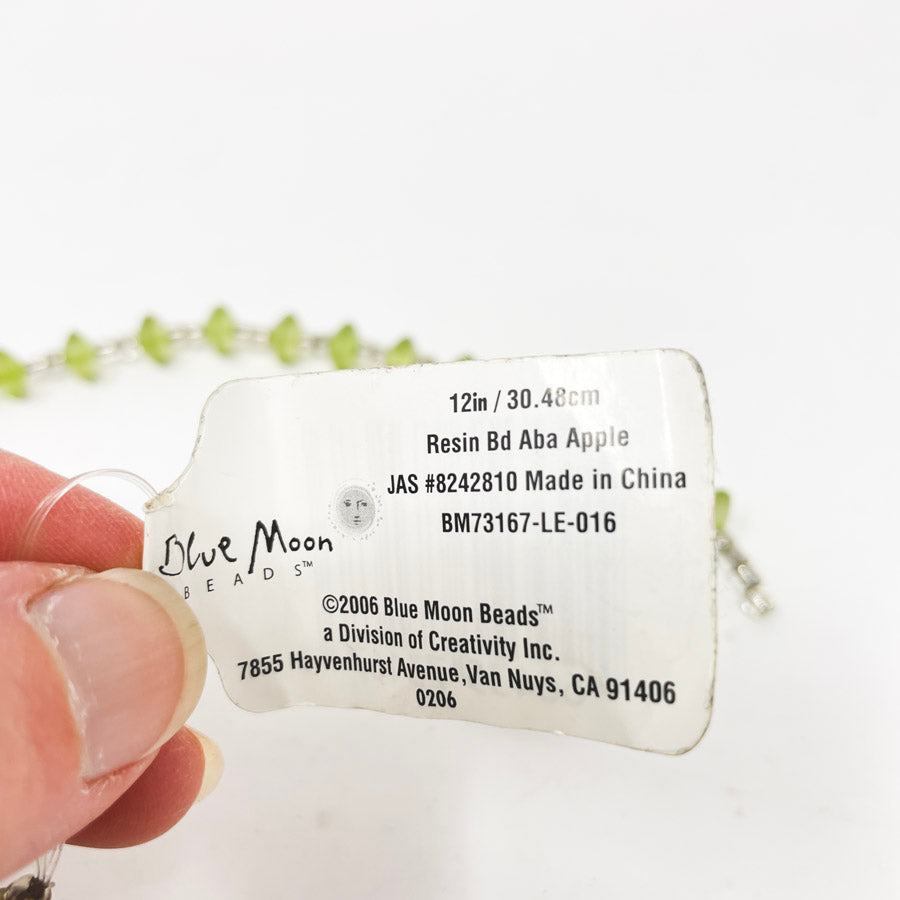 12in / 30.48cm
Resin Bd Aba Apple
JAS #8242810 Made in China
BM73167-LE-016
Blue Moon
BEADS™
©2006 Blue Moon Beads™
a Division of Creativity Inc.
7855 Hayvenhurst Avenue,Van Nuys, CA 91406
0206